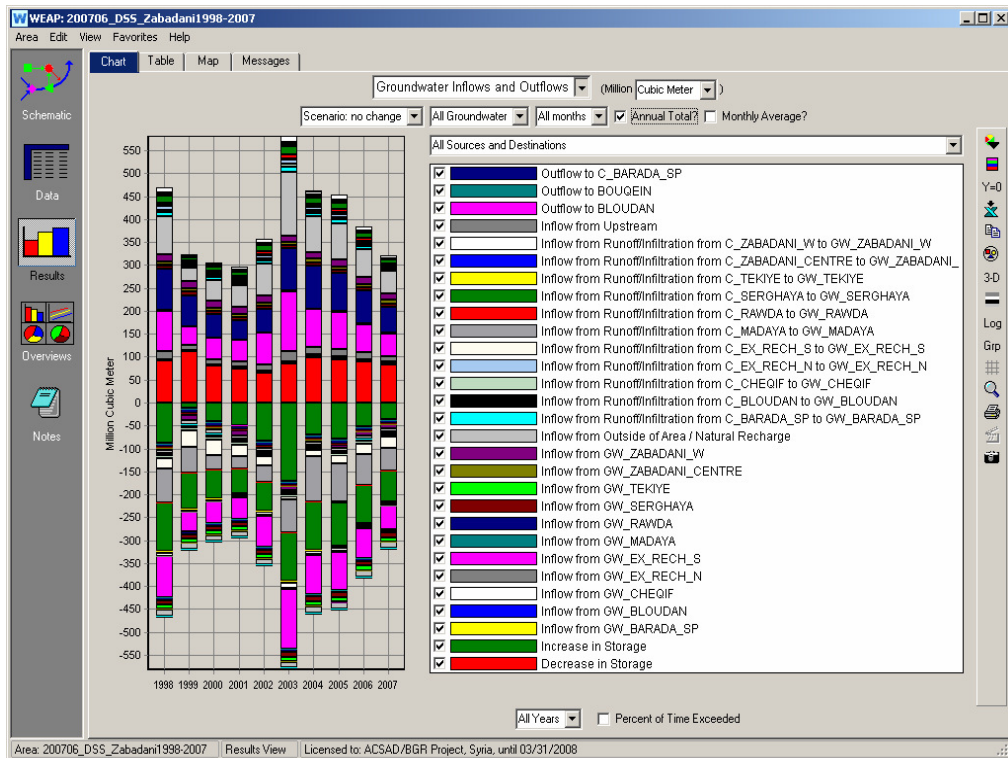 WEAP: 200706_DSS_Zabadani1998-2007
Area Edit View Favorites Help
Schematic
Data
Results
Overviews
Notes
Chart Table Map Messages
Groundwater Inflows and Outflows (Million Cubic Meter )
Scenario: no change All Groundwater All months Annual Total? Monthly Average?
All Sources and Destinations
Million Cubic Meter
550
500
450
400
350
300
250
200
150
100
50
0
-50
-100
-150
-200
-250
-300
-350
-400
-450
-500
-550
1998 1999 2000 2001 2002 2003 2004 2005 2006 2007
Outflow to C_BARADA_SP
Outflow to BOUQEIN
Outflow to BLOUDAN
Inflow from Upstream
Inflow from Runoff/Infiltration from C_ZABADANI_W to GW_ZABADANI_W
Inflow from Runoff/Infiltration from C_ZABADANI_CENTRE to GW_ZABADANI_
Inflow from Runoff/Infiltration from C_TEKIYE to GW_TEKIYE
Inflow from Runoff/Infiltration from C_SERGHAYA to GW_SERGHAYA
Inflow from Runoff/Infiltration from C_RAWDA to GW_RAWDA
Inflow from Runoff/Infiltration from C_MADAYA to GW_MADAYA
Inflow from Runoff/Infiltration from C_EX_RECH_S to GW_EX_RECH_S
Inflow from Runoff/Infiltration from C_EX_RECH_N to GW_EX_RECH_N
Inflow from Runoff/Infiltration from C_CHEQIF to GW_CHEQIF
Inflow from Runoff/Infiltration from C_BLOUDAN to GW_BLOUDAN
Inflow from Runoff/Infiltration from C_BARADA_SP to GW_BARADA_SP
Inflow from Outside of Area / Natural Recharge
Inflow from GW_ZABADANI_W
Inflow from GW_ZABADANI_CENTRE
Inflow from GW_TEKIYE
Inflow from GW_SERGHAYA
Inflow from GW_RAWDA
Inflow from GW_MADAYA
Inflow from GW_EX_RECH_S
Inflow from GW_EX_RECH_N
Inflow from GW_CHEQIF
Inflow from GW_BLOUDAN
Inflow from GW_BARADA_SP
Increase in Storage
Decrease in Storage
Y=0
3-D
Log
Grp
All Years Percent of Time Exceeded
Area: 200706_DSS_Zabadani1998-2007 Results View Licensed to: ACSAD/BGR Project, Syria, until 03/31/2008